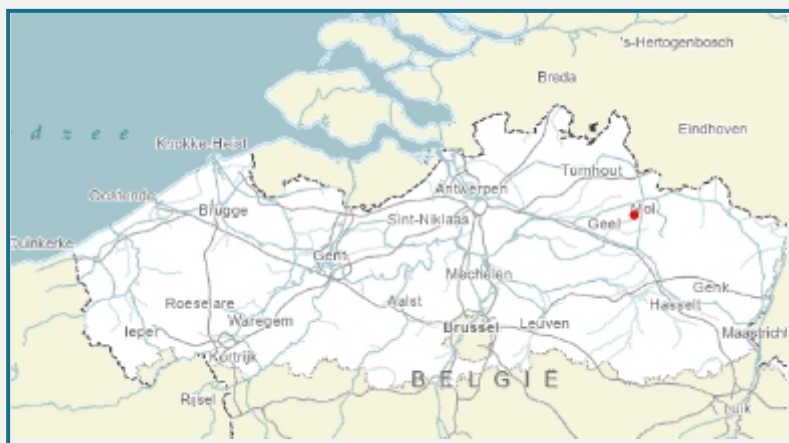 's-Hertogenbosch
Breda
Eindhoven
d z e e
Knokke-Heist
Turnhout
Oostende
Antwerpen
Brugge
Sint-Niklaas
Mol
Geel
Duinkerke
Gent
Mechelen
Genk
Roeselare
Aalst
Hasselt
Ieper
Waregem
Brussel
Leuven
Maastricht
Kortrijk
BELGIË
Rijsel
Luik